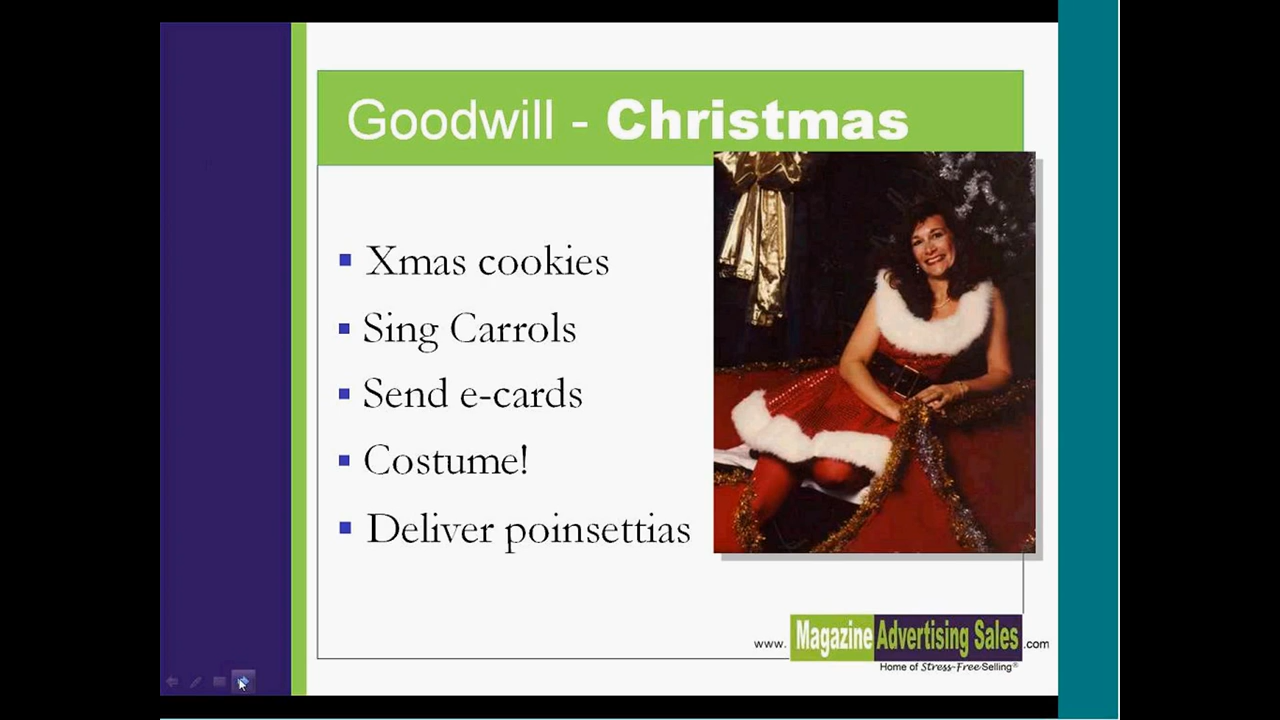 Goodwill - Christmas
Xmas cookies
Sing Carrols
Send e-cards
Costume!
Deliver poinsettias
www. Magazine Advertising Sales .com
Home of Stress-Free Selling®